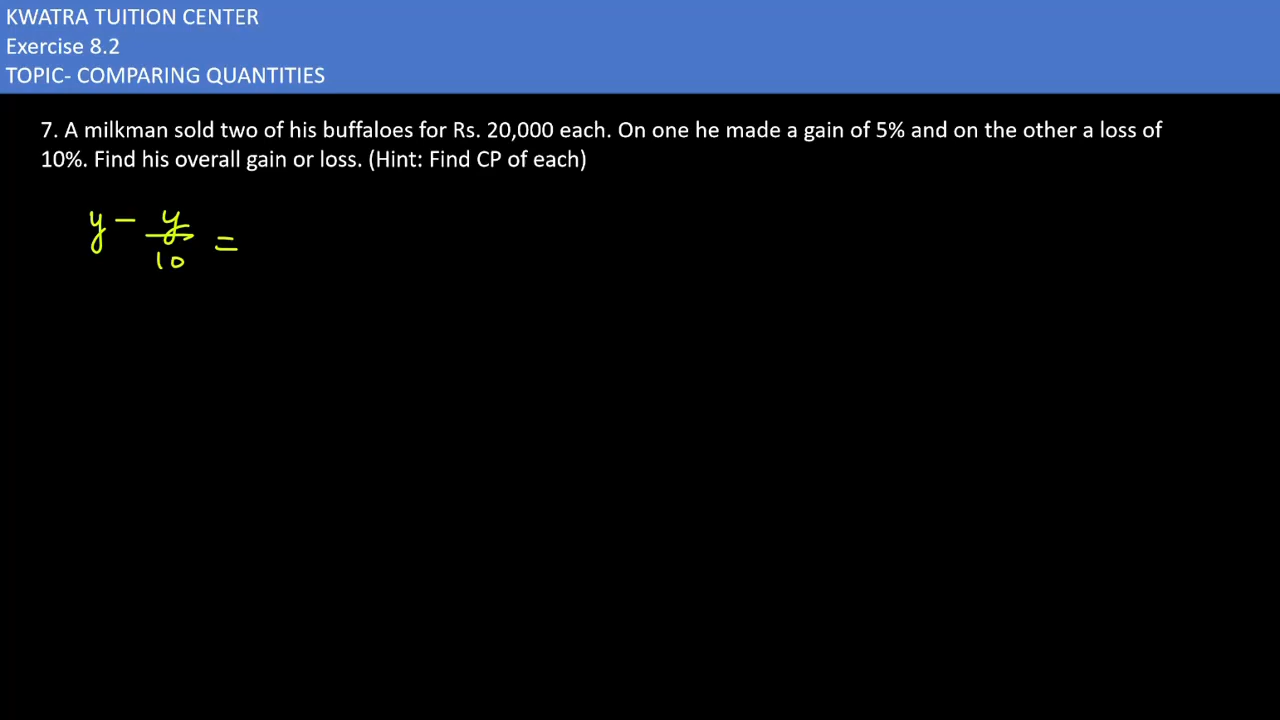 KWATRA TUITION CENTER
Exercise 8.2
TOPIC- COMPARING QUANTITIES
7. A milkman sold two of his buffaloes for Rs. 20,000 each. On one he made a gain of 5% and on the other a loss of
10%. Find his overall gain or loss. (Hint: Find CP of each)
y - y/10 =